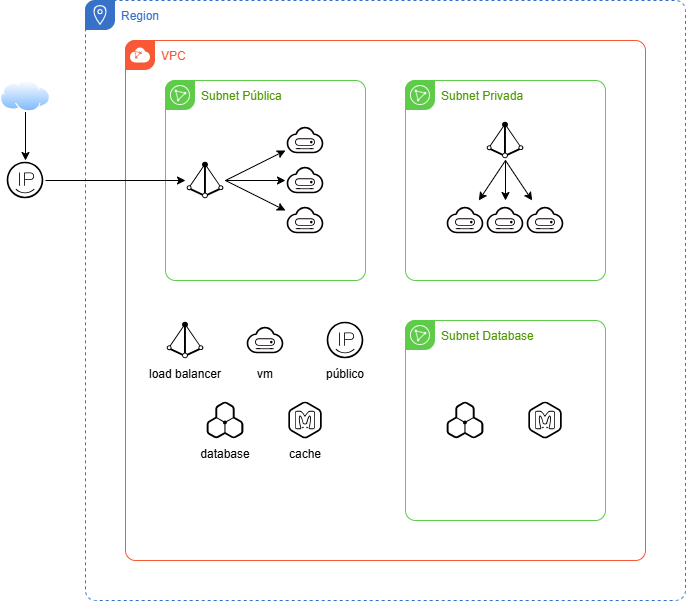 Region
VPC
Subnet Pública
Subnet Privada
IP
load balancer
vm
IP
público
Subnet Database
database
M
cache
M